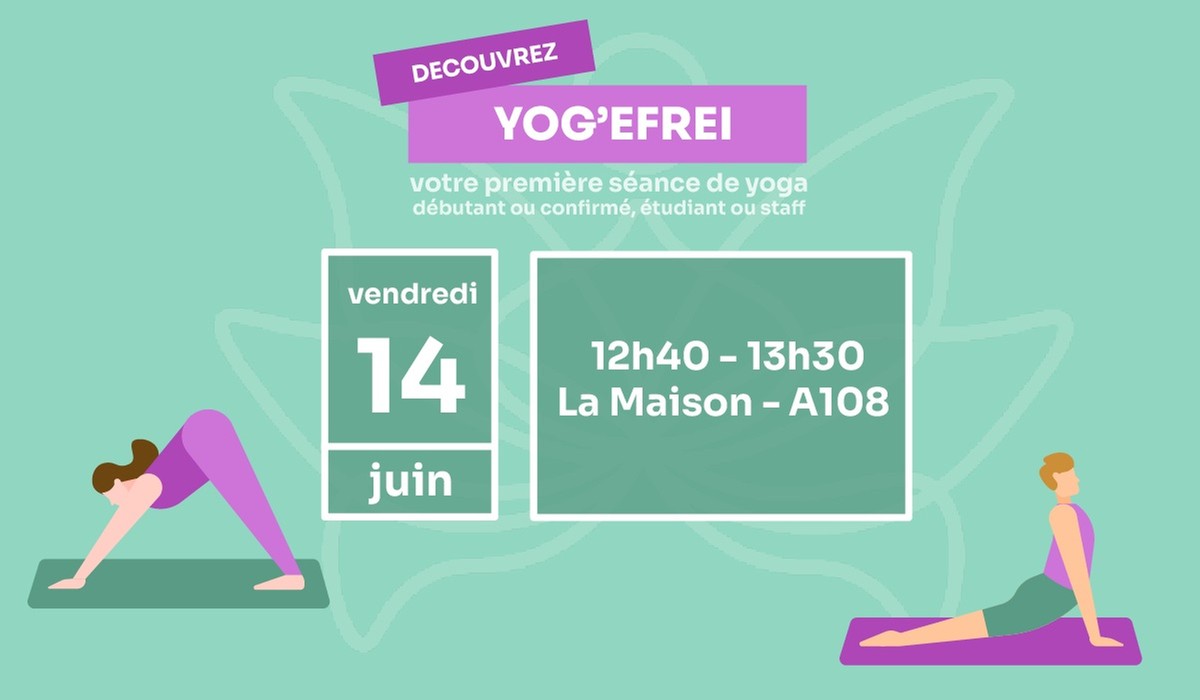 DECOUVREZ
YOG'EFREI
votre première séance de yoga
débutant ou confirmé, étudiant ou staff
vendredi
14
juin
12h40 - 13h30
La Maison - A108